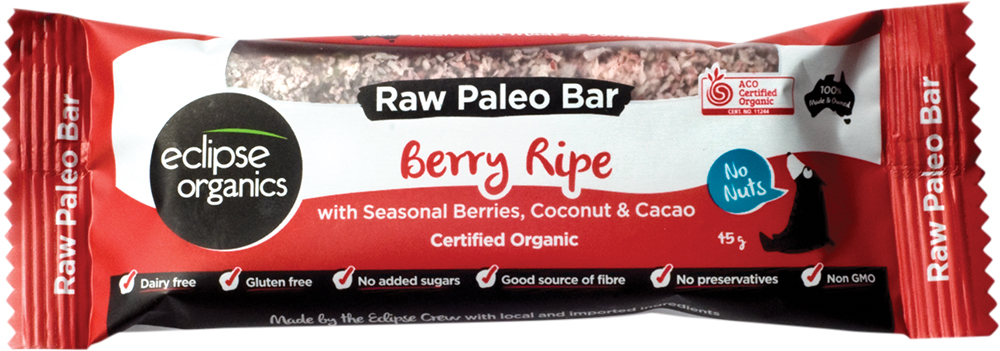 Raw Paleo Bar
Raw Paleo Bar
ACO
Certified
Organic
CERT. NO. 11244
100%
Made & Owned
eclipse
organics
Berry Ripe
No
Nuts
with Seasonal Berries, Coconut & Cacao
45g
Certified Organic
Dairy free
Gluten free
No added sugars
Good source of fibre
No preservatives
Non GMO
Made by the Eclipse Crew with local and imported ingredients
Raw Paleo Bar